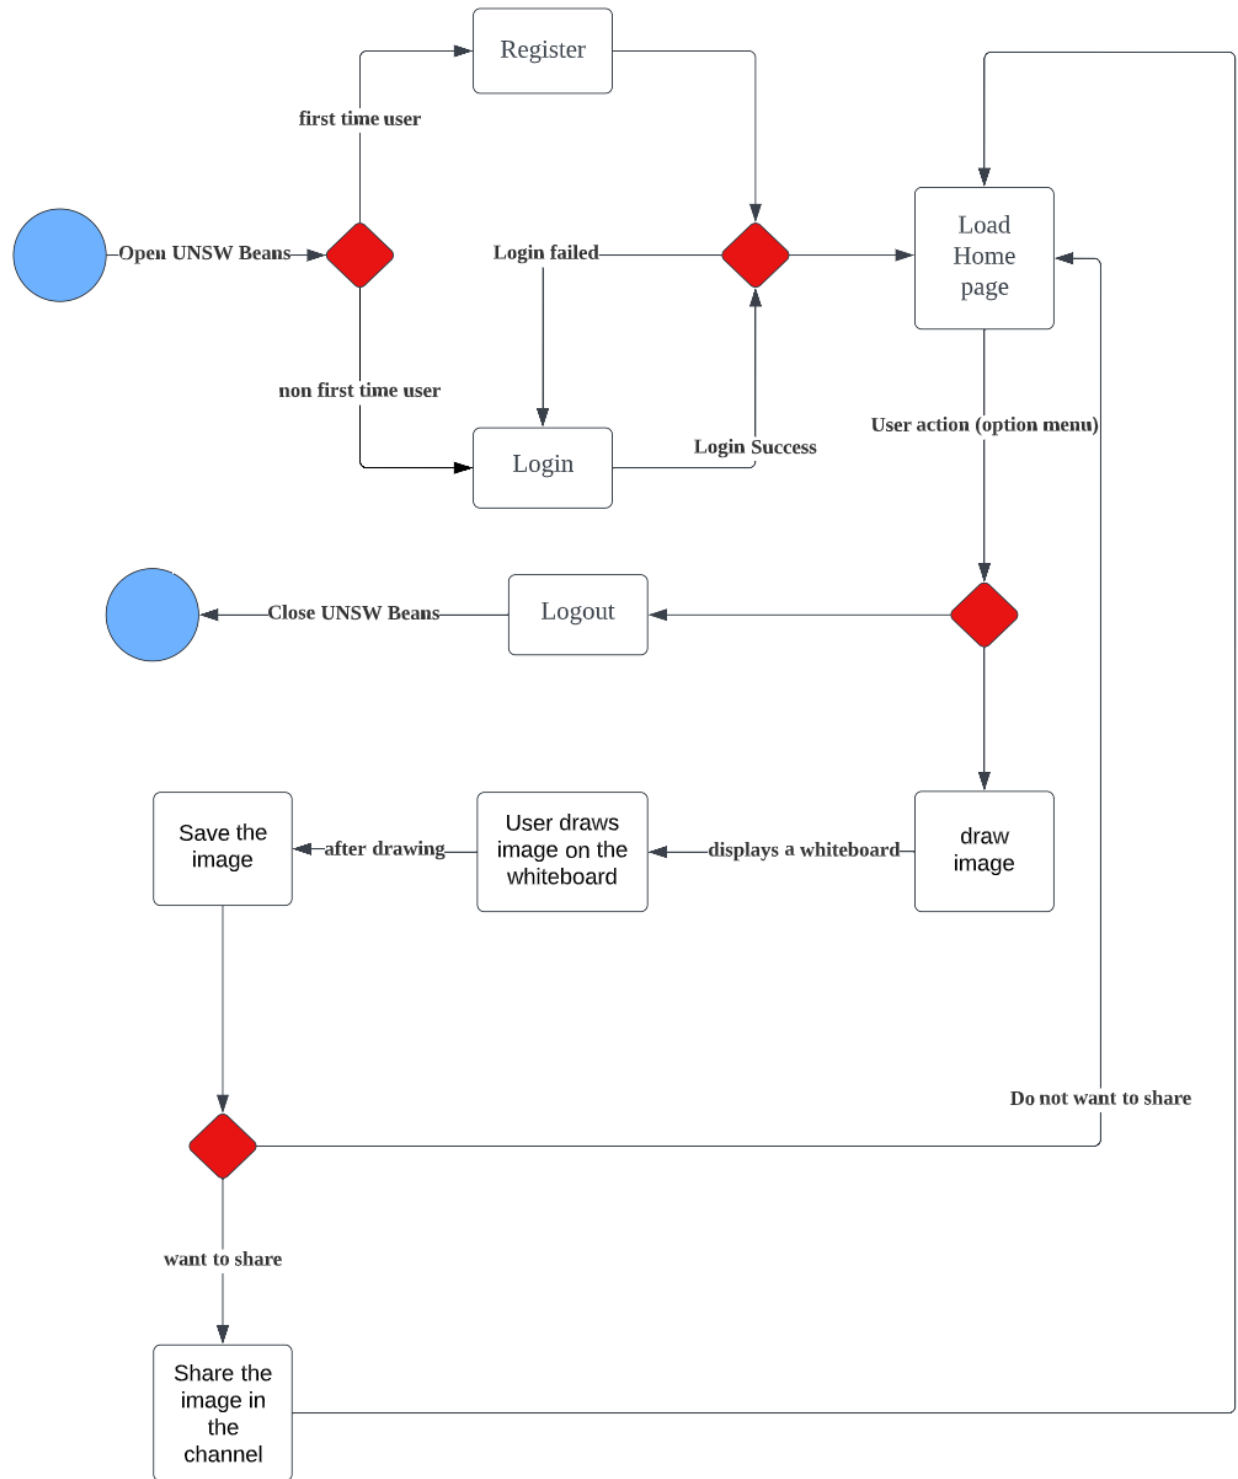 Register
first time user
Open UNSW Beans
Login failed
Load
Home
page
non first time user
User action (option menu)
Login Success
Login
Close UNSW Beans
Logout
Save the
image
after drawing
User draws
image on the
whiteboard
displays a whiteboard
draw
image
Do not want to share
want to share
Share the
image in
the
channel